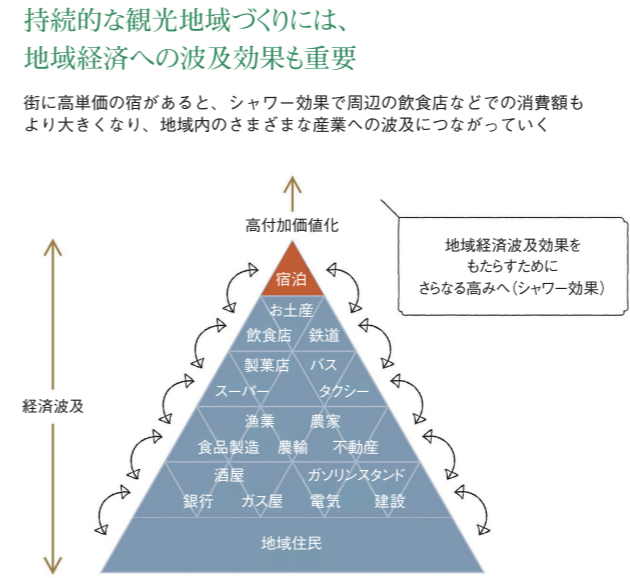 持続的な観光地域づくりには、
地域経済への波及効果も重要
街に高単価の宿があると、シャワー効果で周辺の飲食店などでの消費額も
より大きくなり、地域内のさまざまな産業への波及につながっていく
高付加価値化
地域経済波及効果を
もたらすために
さらなる高みへ（シャワー効果）
経済波及
宿泊
お土産
飲食店 鉄道
製菓店 バス
スーパー タクシー
漁業 農家
食品製造 農輸 不動産
酒屋 ガソリンスタンド
銀行 ガス屋 電気 建設
地域住民